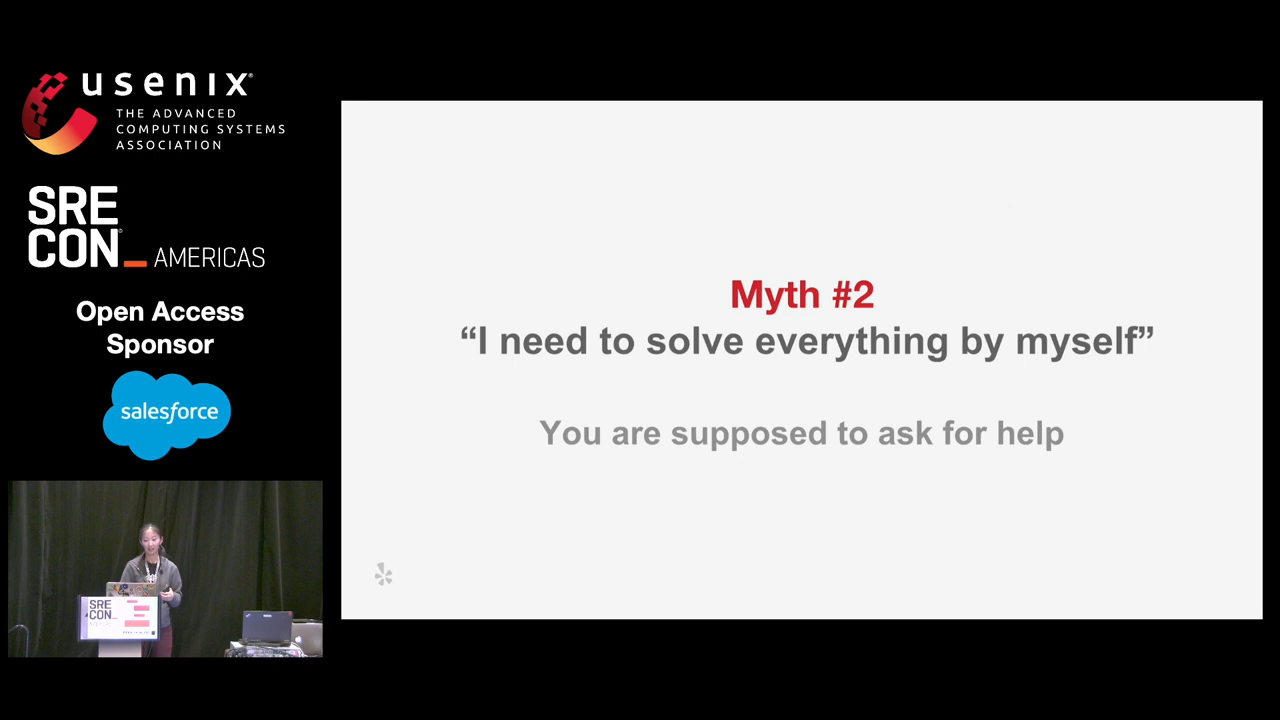 usenix®
THE ADVANCED
COMPUTING SYSTEMS
ASSOCIATION
SRE
CON® AMERICAS
Open Access
Sponsor
salesforce
SRE
CON
Myth #2
“I need to solve everything by myself”
You are supposed to ask for help